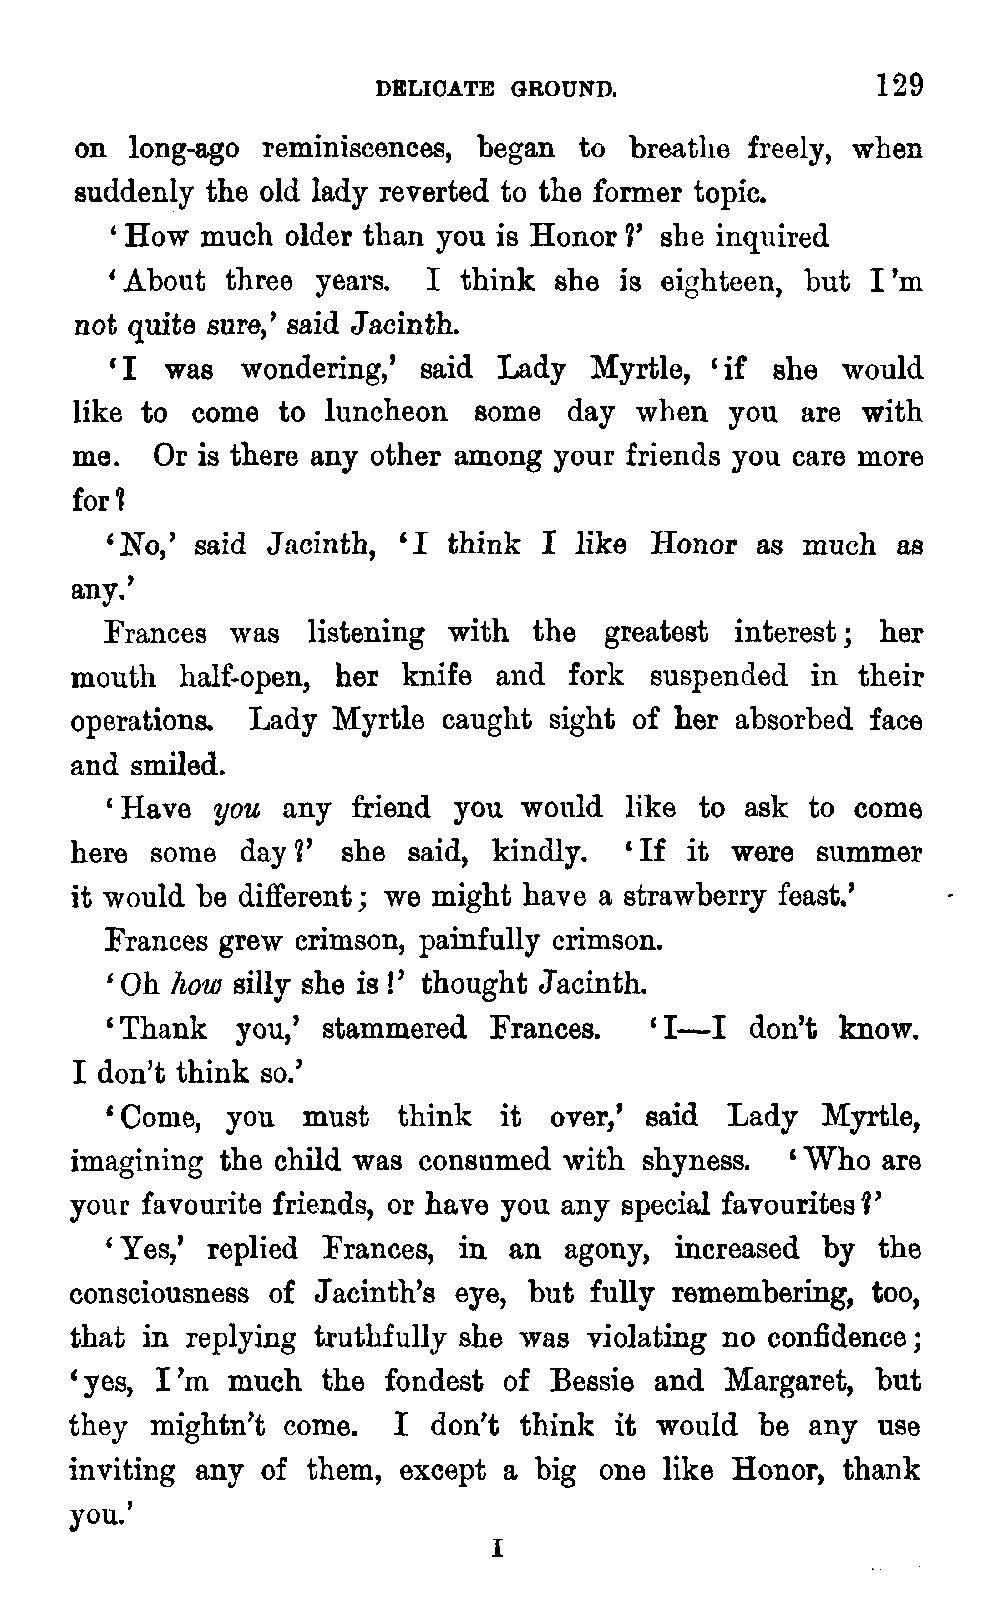 DELICATE GROUND. 129
on long-ago reminiscences, began to breathe freely, when
suddenly the old lady reverted to the former topic.
‘How much older than you is Honor?’ she inquired
‘About three years. I think she is eighteen, but I’m
not quite sure,’ said Jacinth.
‘I was wondering,’ said Lady Myrtle, ‘if she would
like to come to luncheon some day when you are with
me. Or is there any other among your friends you care more
for?
‘No,’ said Jacinth, ‘I think I like Honor as much as
any.’
Frances was listening with the greatest interest; her
mouth half-open, her knife and fork suspended in their
operations. Lady Myrtle caught sight of her absorbed face
and smiled.
‘Have you any friend you would like to ask to come
here some day?’ she said, kindly. ‘If it were summer
it would be different; we might have a strawberry feast.’
Frances grew crimson, painfully crimson.
‘Oh how silly she is!’ thought Jacinth.
‘Thank you,’ stammered Frances. ‘I—I don’t know.
I don’t think so.’
‘Come, you must think it over,’ said Lady Myrtle,
imagining the child was consumed with shyness. ‘Who are
your favourite friends, or have you any special favourites?’
‘Yes,’ replied Frances, in an agony, increased by the
consciousness of Jacinth’s eye, but fully remembering, too,
that in replying truthfully she was violating no confidence;
‘yes, I’m much the fondest of Bessie and Margaret, but
they mightn’t come. I don’t think it would be any use
inviting any of them, except a big one like Honor, thank
you.’
I